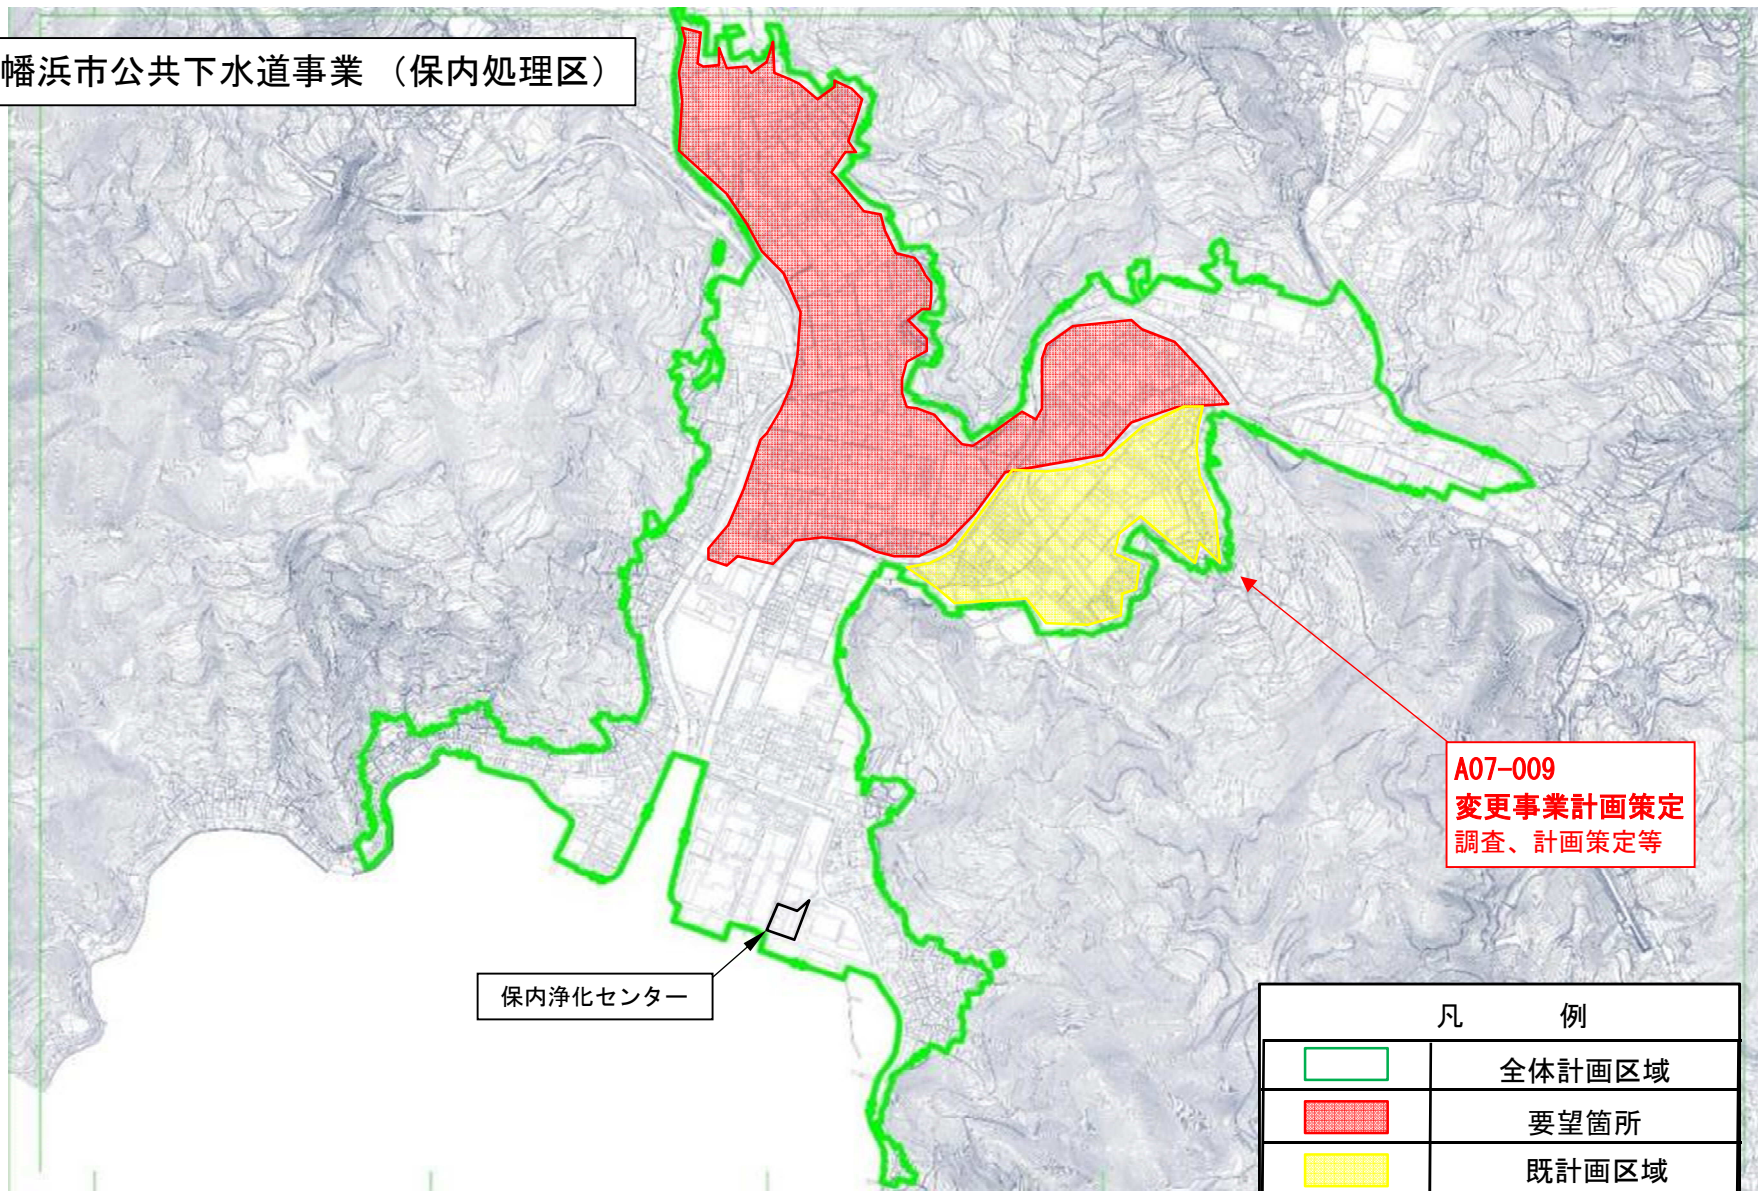 幡浜市公共下水道事業 （保内処理区）
A07-009
変更事業計画策定
調査、計画策定等
保内浄化センター
凡 例
全体計画区域
要望箇所
既計画区域